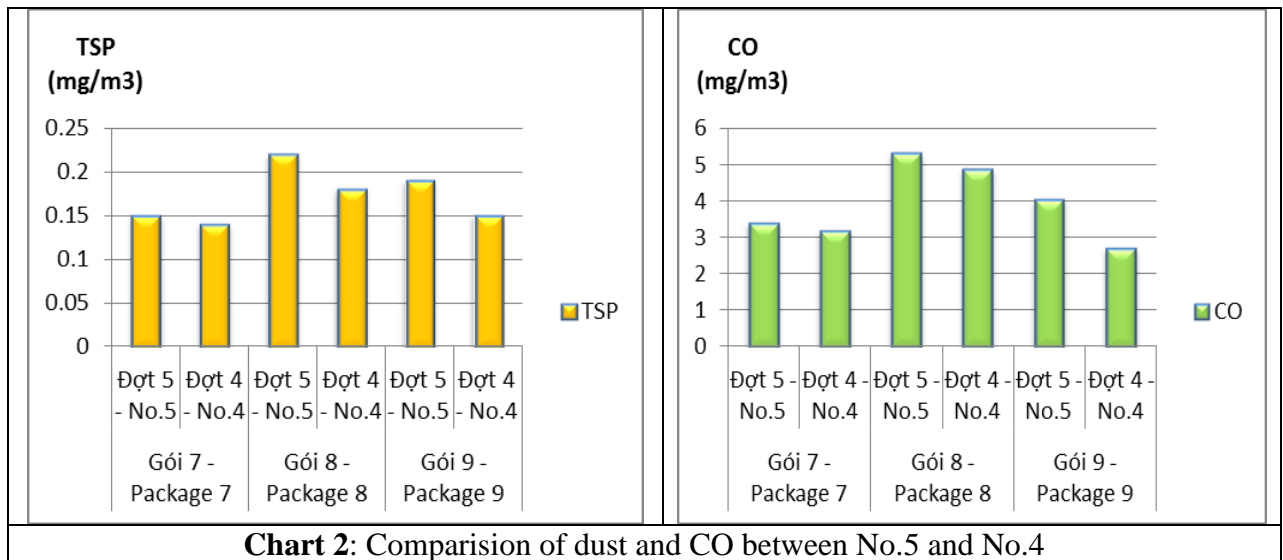 TSP
(mg/m3)
0.25
0.2
0.15
0.1
0.05
0
Đợt 5 Đợt 4 Đợt 5 Đợt 4 Đợt 5 Đợt 4
- No.5 - No.4 - No.5 - No.4 - No.5 - No.4
Gói 7 - Gói 8 - Gói 9 -
Package 7 Package 8 Package 9
TSP
CO
(mg/m3)
6
5
4
3
2
1
0
Đợt 5 - Đợt 4 - Đợt 5 - Đợt 4 - Đợt 5 - Đợt 4 -
No.5 No.4 No.5 No.4 No.5 No.4
Gói 7 - Gói 8 - Gói 9 -
Package 7 Package 8 Package 9
CO
Chart 2: Comparision of dust and CO between No.5 and No.4